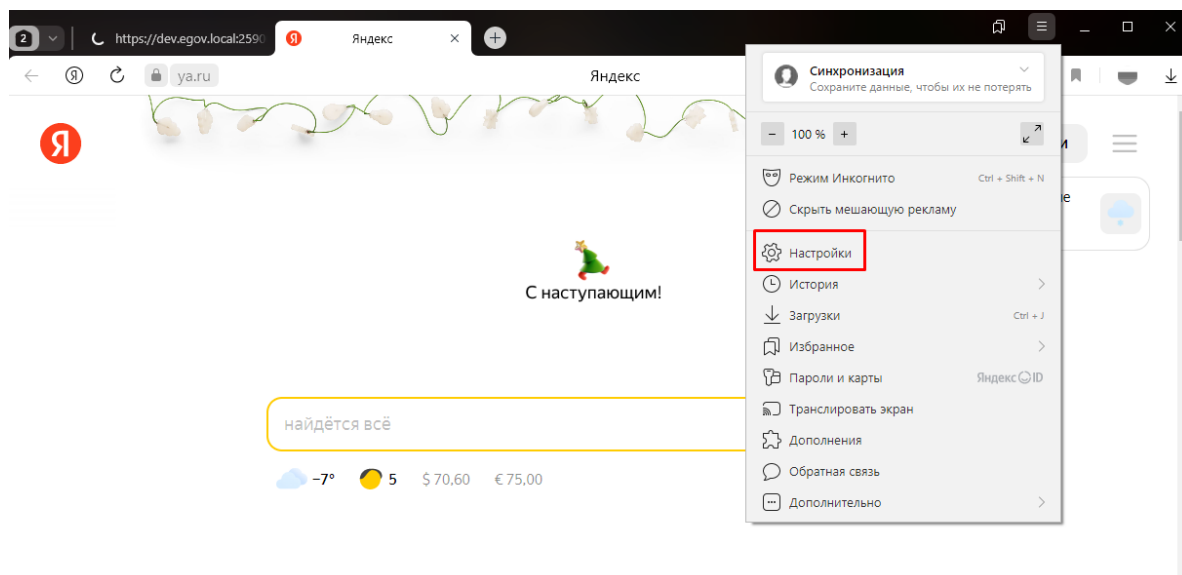 2
https://dev.egov.local:2590
Я
Яндекс
Я
ya.ru
Яндекс
Я
С наступающим!
найдётся всё
−7°
5
$ 70,60
€ 75,00
Синхронизация
Сохраните данные, чтобы их не потерять
− 100 % +
Режим Инкогнито Ctrl + Shift + N
Скрыть мешающую рекламу
Настройки
История
Загрузки Ctrl + J
Избранное
Пароли и карты Яндекс ID
Транслировать экран
Дополнения
Обратная связь
Дополнительно